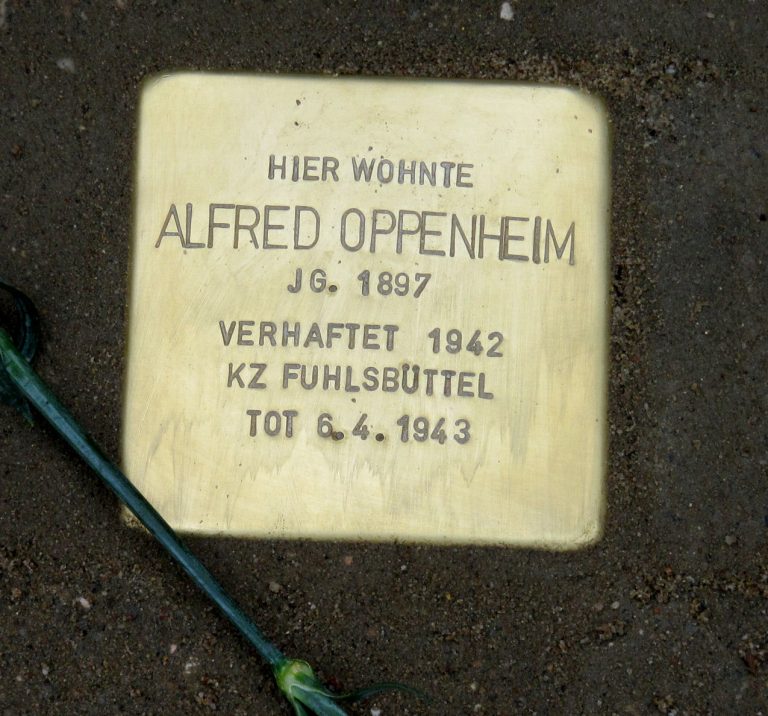 HIER WOHNTE
ALFRED OPPENHEIM
JG. 1897
VERHAFTET 1942
KZ FUHLSBÜTTEL
TOT 6.4.1943